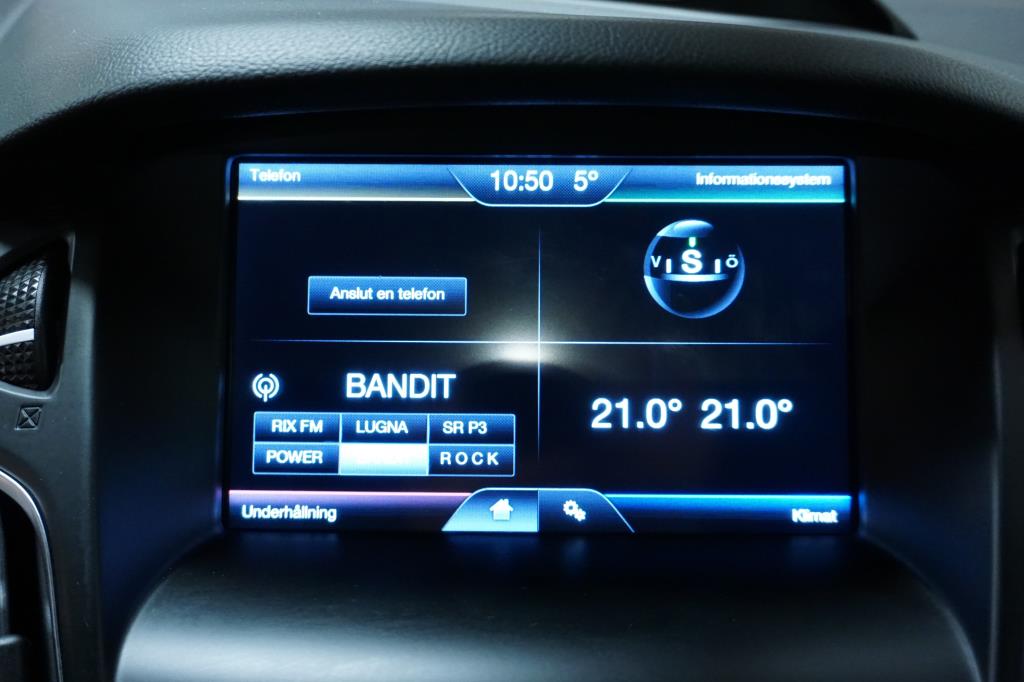 Telefon
10:50 5°
Informationssystem
V S Ö
Anslut en telefon
BANDIT
RIX FM LUGNA SR P3
POWER ROCK
21.0° 21.0°
Underhållning
Klimat